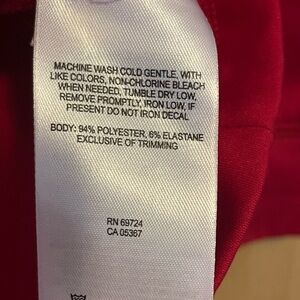 MACHINE WASH COLD GENTLE, WITH
LIKE COLORS, NON-CHLORINE BLEACH
WHEN NEEDED, TUMBLE DRY LOW,
REMOVE PROMPTLY, IRON LOW, IF
PRESENT DO NOT IRON DECAL
BODY: 94% POLYESTER, 6% ELASTANE
EXCLUSIVE OF TRIMMING
RN 69724
CA 05367